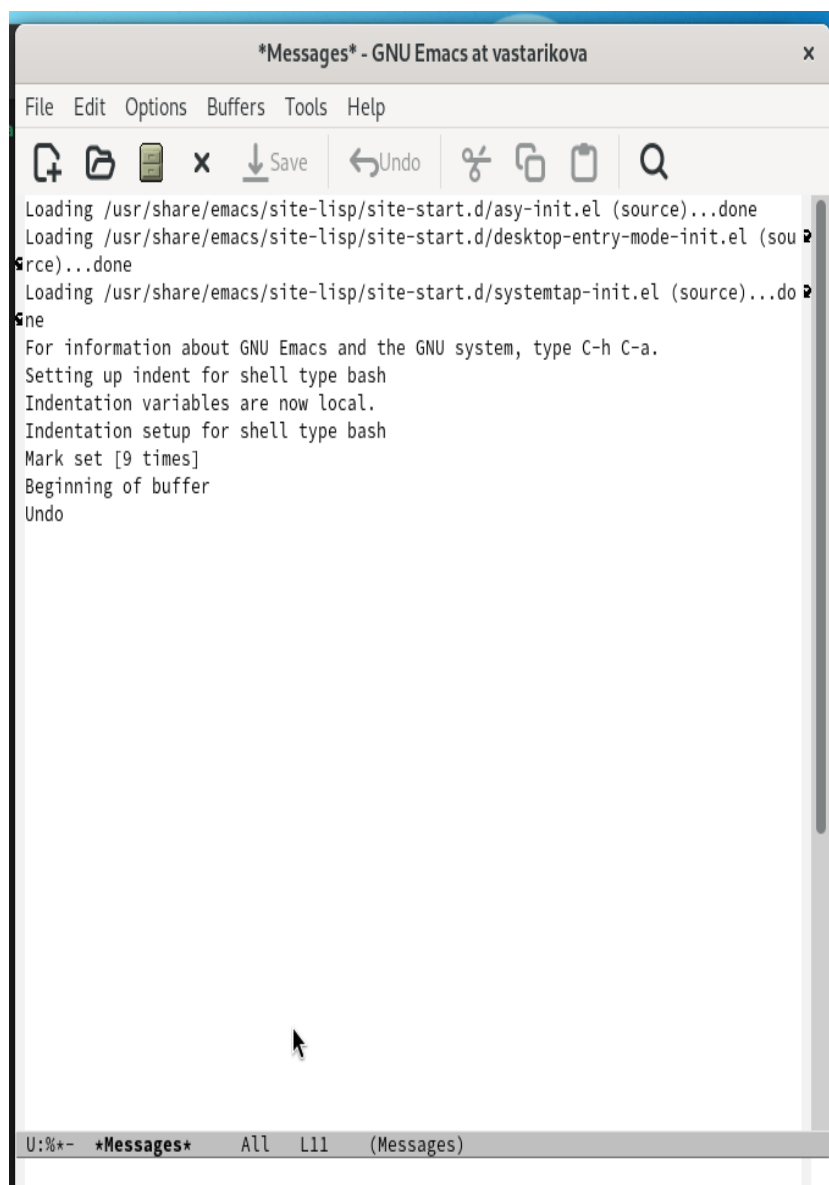 *Messages* - GNU Emacs at vastarikova
File Edit Options Buffers Tools Help
Save Undo
Loading /usr/share/emacs/site-lisp/site-start.d/asy-init.el (source)...done
Loading /usr/share/emacs/site-lisp/site-start.d/desktop-entry-mode-init.el (sou
rce)...done
Loading /usr/share/emacs/site-lisp/site-start.d/systemtap-init.el (source)...do
ne
For information about GNU Emacs and the GNU system, type C-h C-a.
Setting up indent for shell type bash
Indentation variables are now local.
Indentation setup for shell type bash
Mark set [9 times]
Beginning of buffer
Undo
U:%*- *Messages* All L11 (Messages)